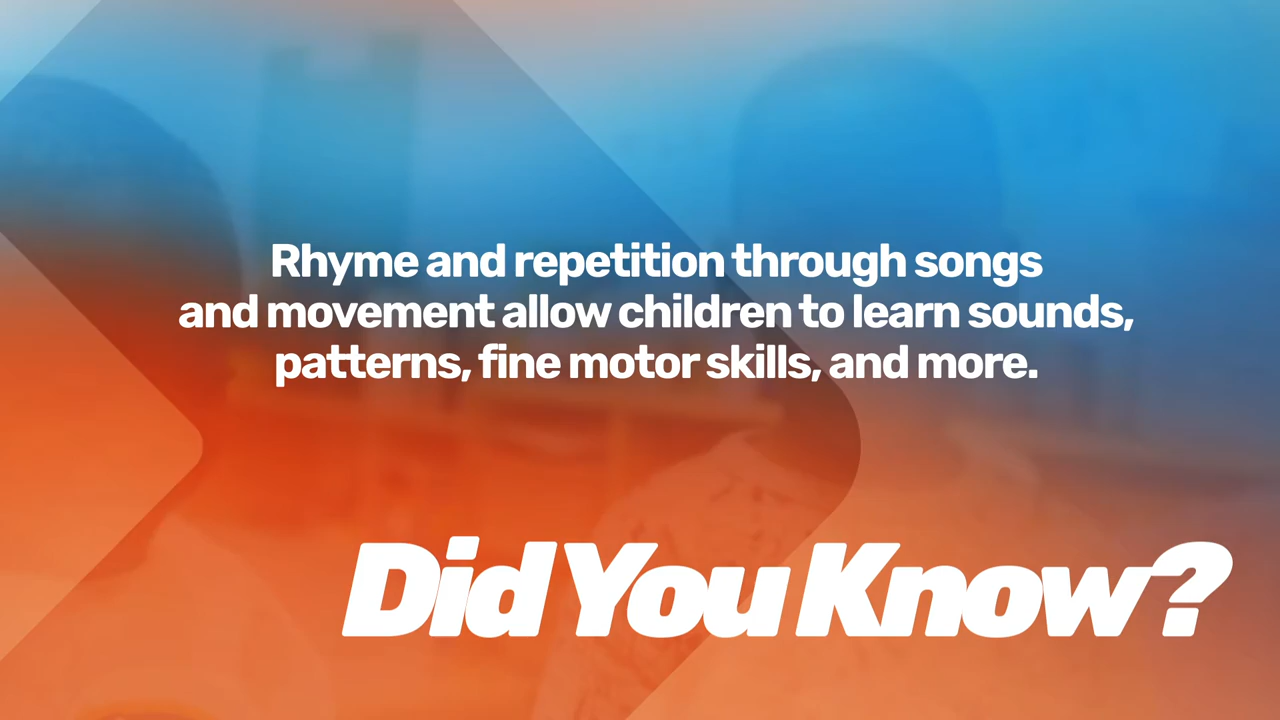 Rhyme and repetition through songs
and movement allow children to learn sounds,
patterns, fine motor skills, and more.
Did You Know?